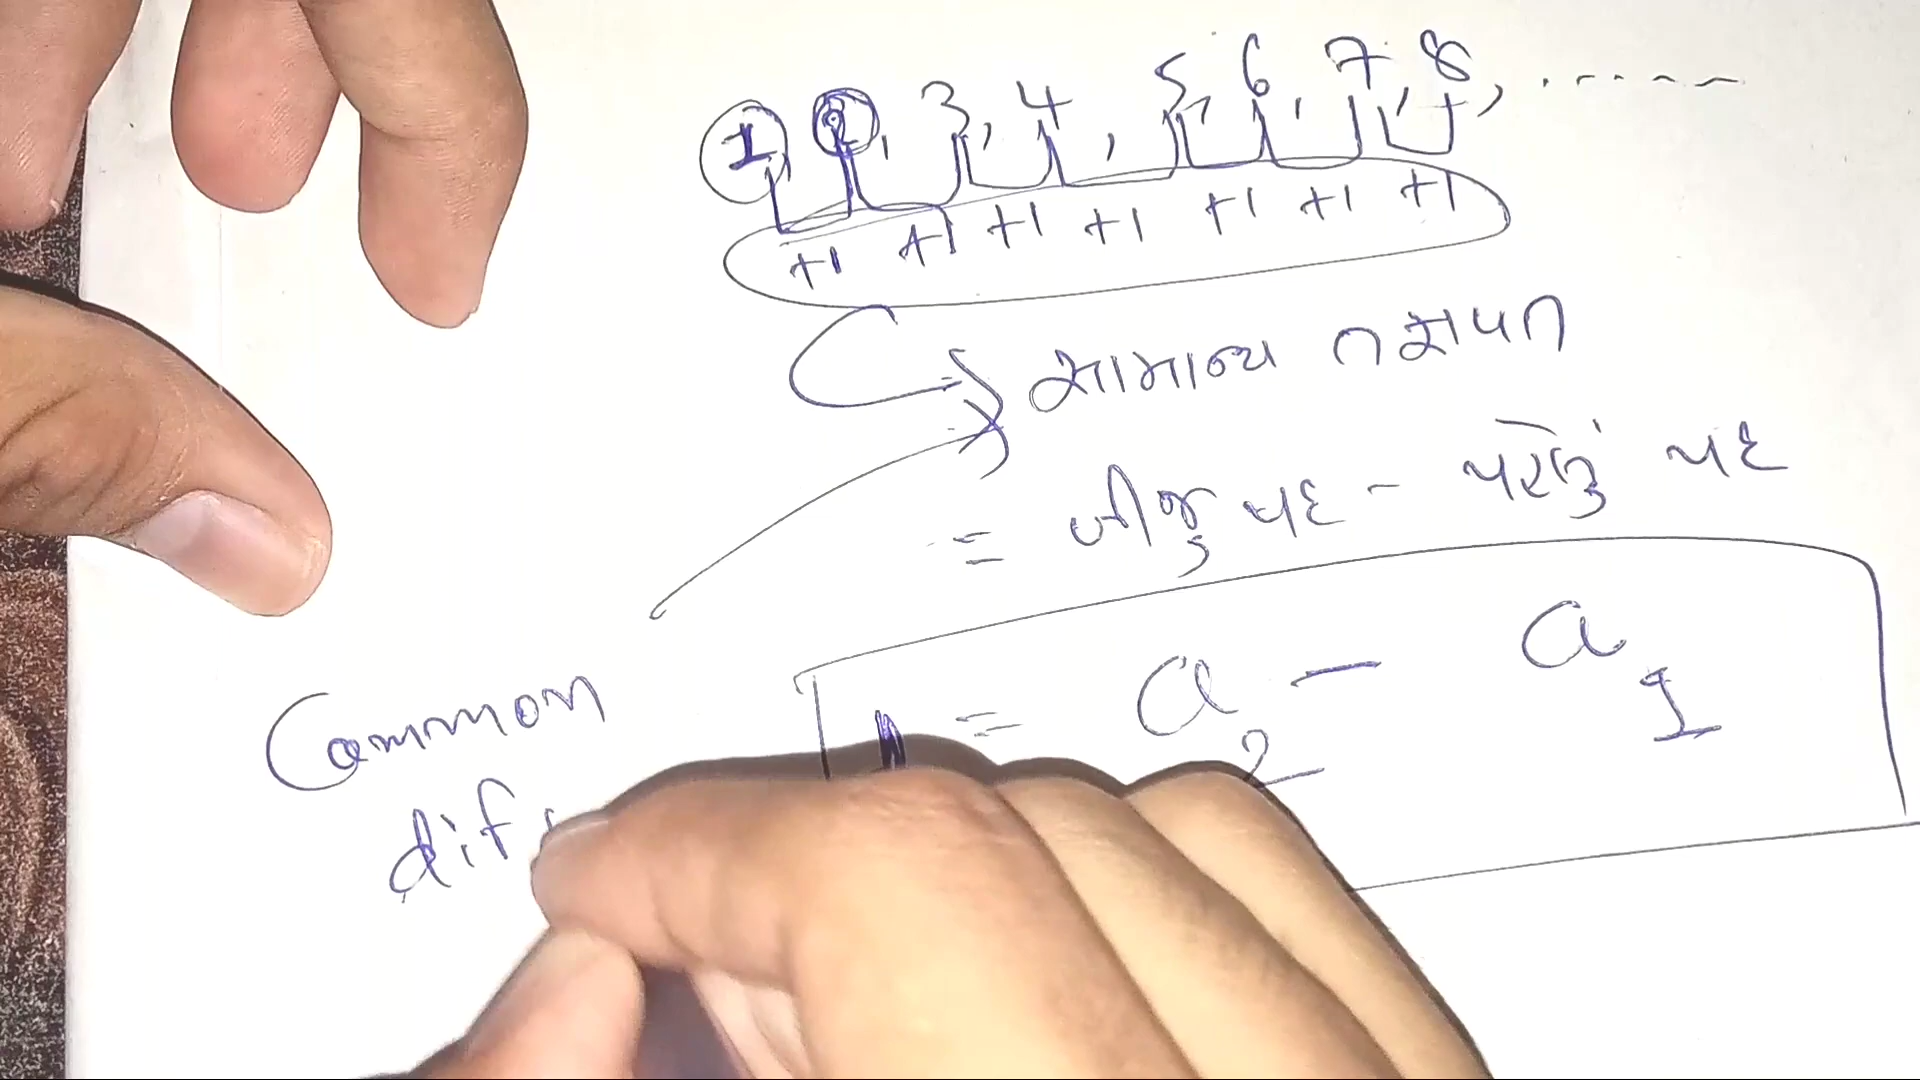 1, 2, 3, 4, 5, 6, 7, 8, .......
+1 +1 +1 +1 +1 +1 +1
સામાન્ય તફાવત
= બીજુ પદ - પહેલું પદ
= a₂ - a₁
Common
dif